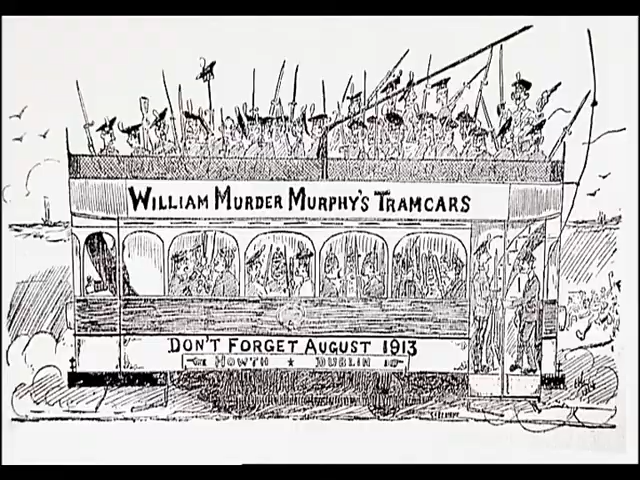 WILLIAM MURDER MURPHY'S TRAMCARS
DON'T FORGET AUGUST 1913
HOWTH ★ DUBLIN